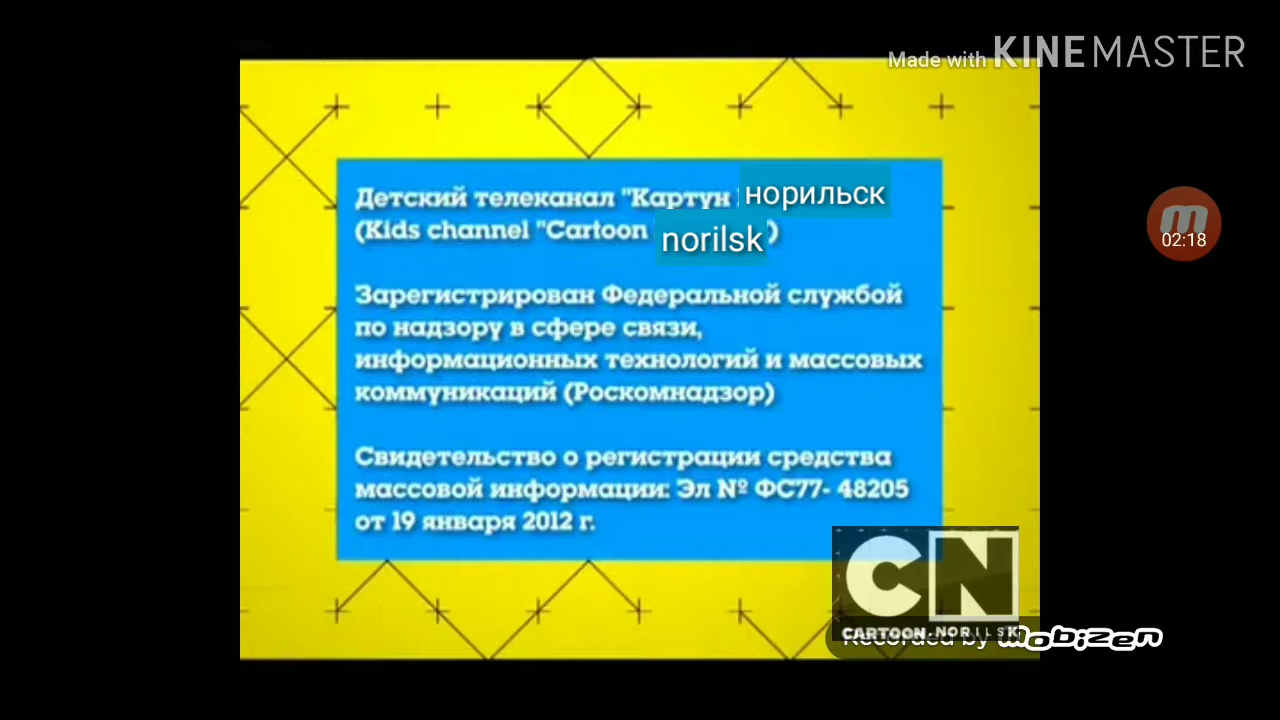 Made with KINEMASTER
Детский телеканал "Картун норильск
(Kids channel "Cartoon norilsk")
02:18
Зарегистрирован Федеральной службой
по надзору в сфере связи,
информационных технологий и массовых
коммуникаций (Роскомнадзор)
Свидетельство о регистрации средства
массовой информации: Эл № ФС77- 48205
от 19 января 2012 г.
CN
CARTOON NORILSK
Recorded by mobizen